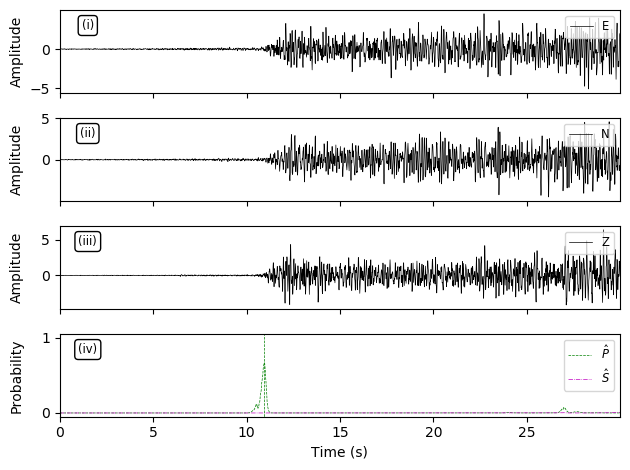 (i)
E
Amplitude
0
−5
(ii)
N
Amplitude
5
0
(iii)
Z
Amplitude
5
0
(iv)
P̂
Ŝ
Probability
1
0
0 5 10 15 20 25
Time (s)